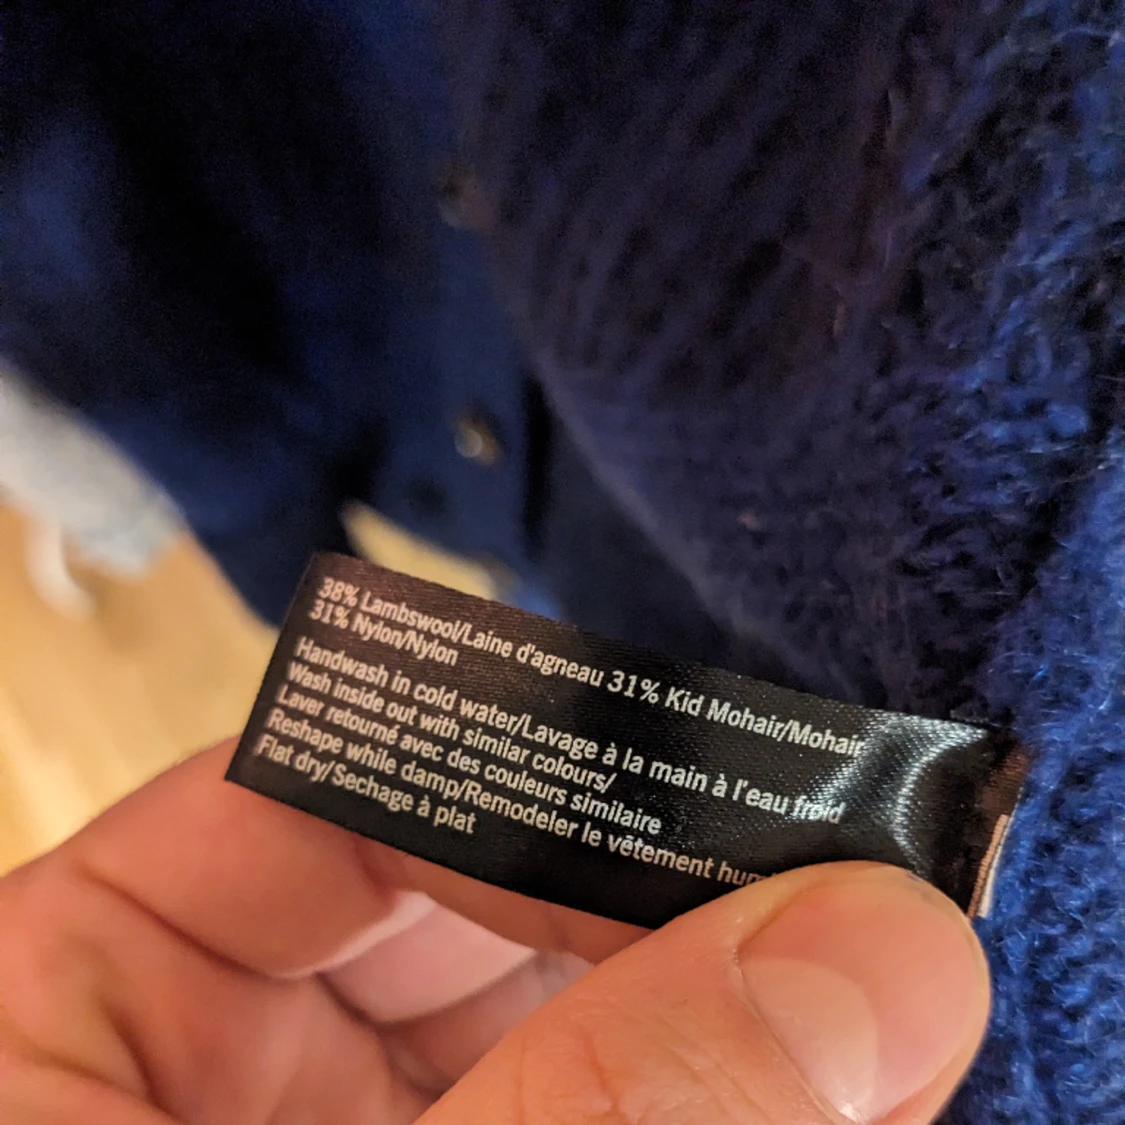 38% Lambswool/Laine d'agneau 31% Kid Mohair/Mohair
31% Nylon/Nylon
Handwash in cold water/Lavage à la main à l'eau froid
Wash inside out with similar colours/
Laver retourné avec des couleurs similaire
Reshape while damp/Remodeler le vêtement
Flat dry/Sechage à plat